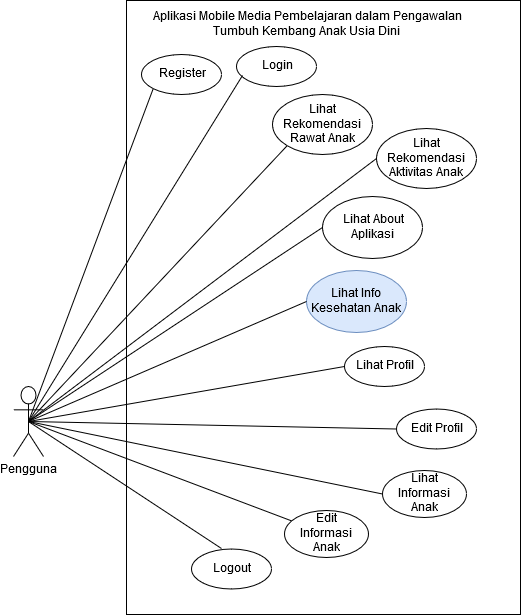 Aplikasi Mobile Media Pembelajaran dalam Pengawalan
Tumbuh Kembang Anak Usia Dini
Register
Login
Lihat
Rekomendasi
Rawat Anak
Lihat
Rekomendasi
Aktivitas Anak
Lihat About
Aplikasi
Lihat Info
Kesehatan Anak
Lihat Profil
Edit Profil
Pengguna
Lihat
Informasi
Anak
Edit
Informasi
Anak
Logout